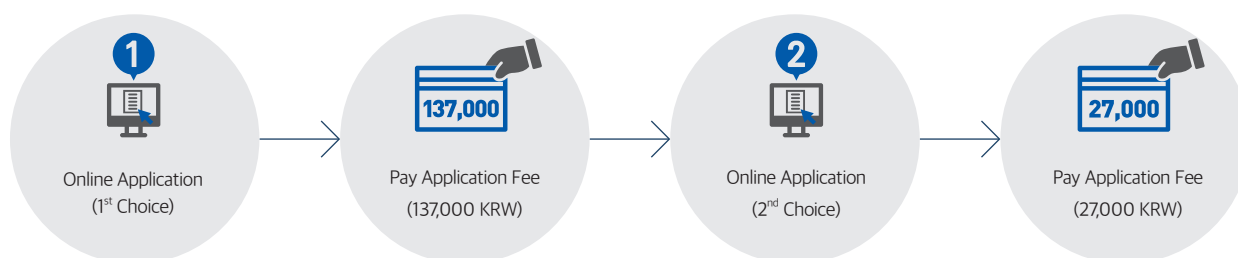 1
Online Application
(1st Choice)
137,000
Pay Application Fee
(137,000 KRW)
2
Online Application
(2nd Choice)
27,000
Pay Application Fee
(27,000 KRW)